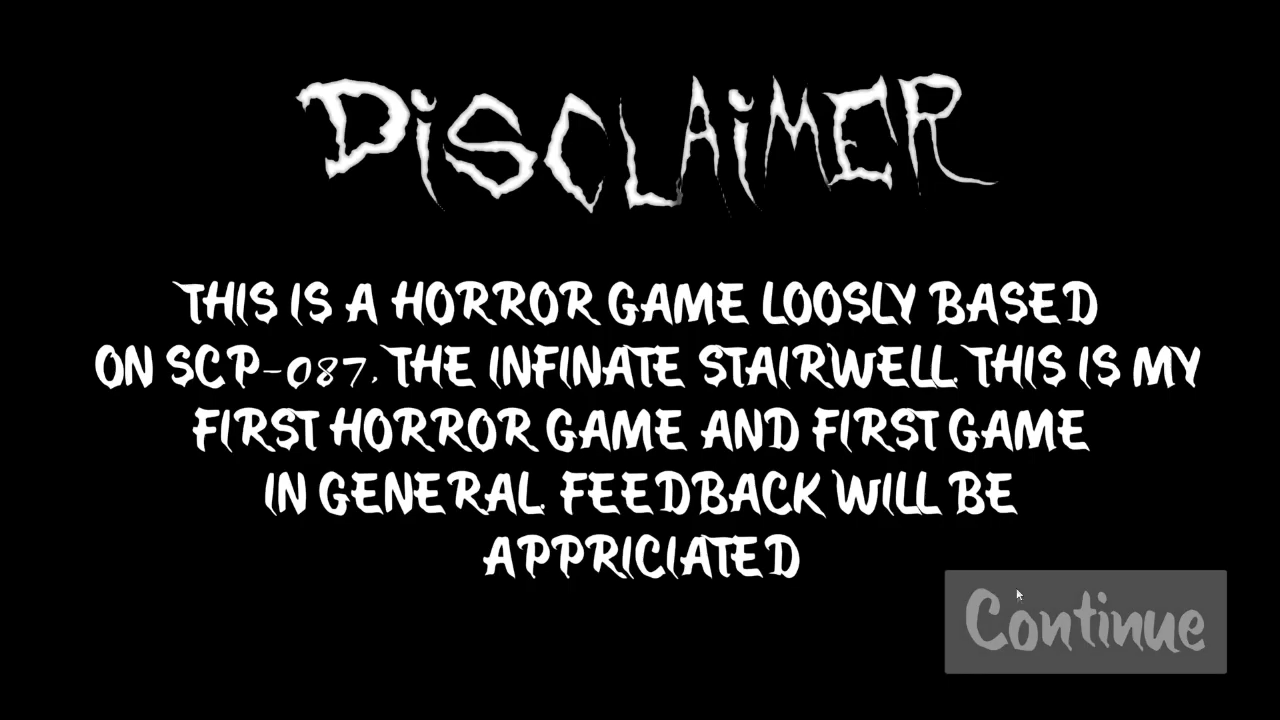 DiSCLAiMER
THIS IS A HORROR GAME LOOSLY BASED
ON SCP-087, THE INFINATE STAIRWELL. THIS IS MY
FIRST HORROR GAME AND FIRST GAME
IN GENERAL. FEEDBACK WILL BE
APPRICIATED
Continue